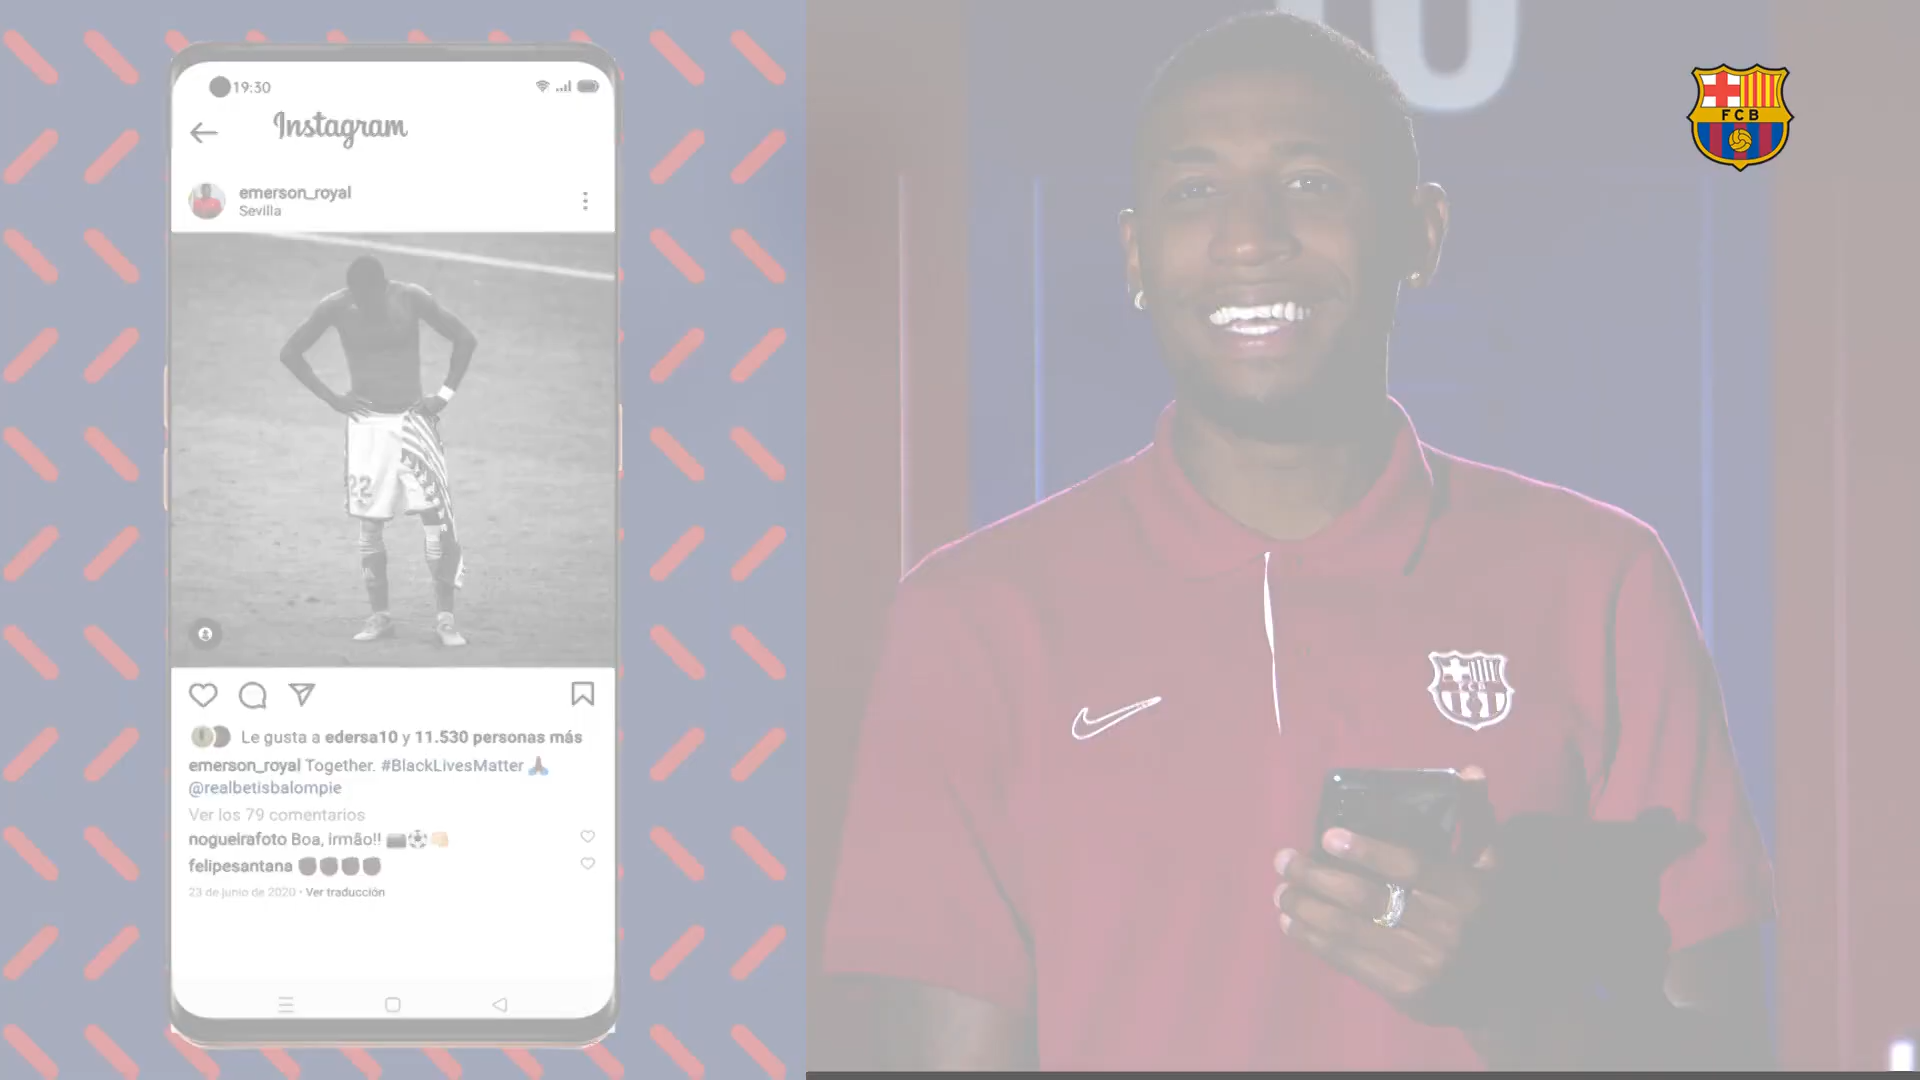 19:30
Instagram
emerson_royal
Sevilla
22
Le gusta a edersa10 y 11.530 personas más
emerson_royal Together. #BlackLivesMatter 🙏🏾
@realbetisbalompie
Ver los 79 comentarios
nogueirafoto Boa, irmão!!
felipesantana ✊🏿✊🏿✊🏿✊🏿
23 de junio de 2020 • Ver traducción
FCB
FCB